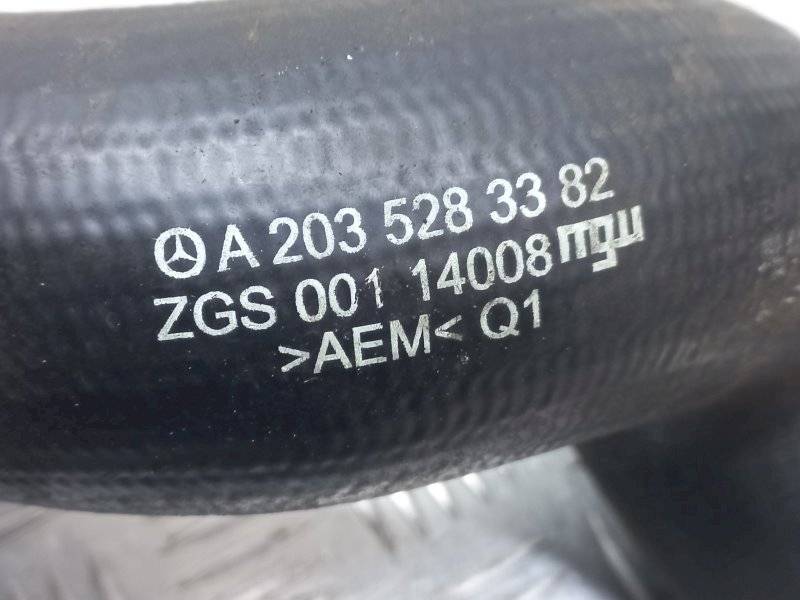 A 203 528 33 82
ZGS 001 14008 mgu
>AEM< Q1